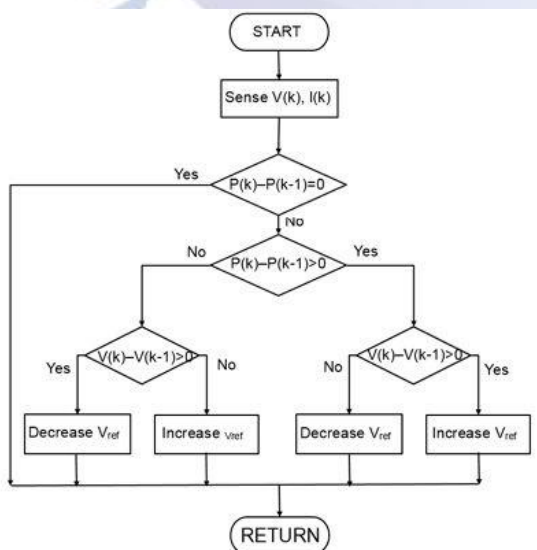 START
Sense V(k), I(k)
Yes
P(k)–P(k-1)=0
No
No
P(k)–P(k-1)>0
Yes
V(k)–V(k-1)>0
V(k)–V(k-1)>0
Yes
No
No
Yes
Decrease Vref
Increase Vref
Decrease Vref
Increase Vref
RETURN